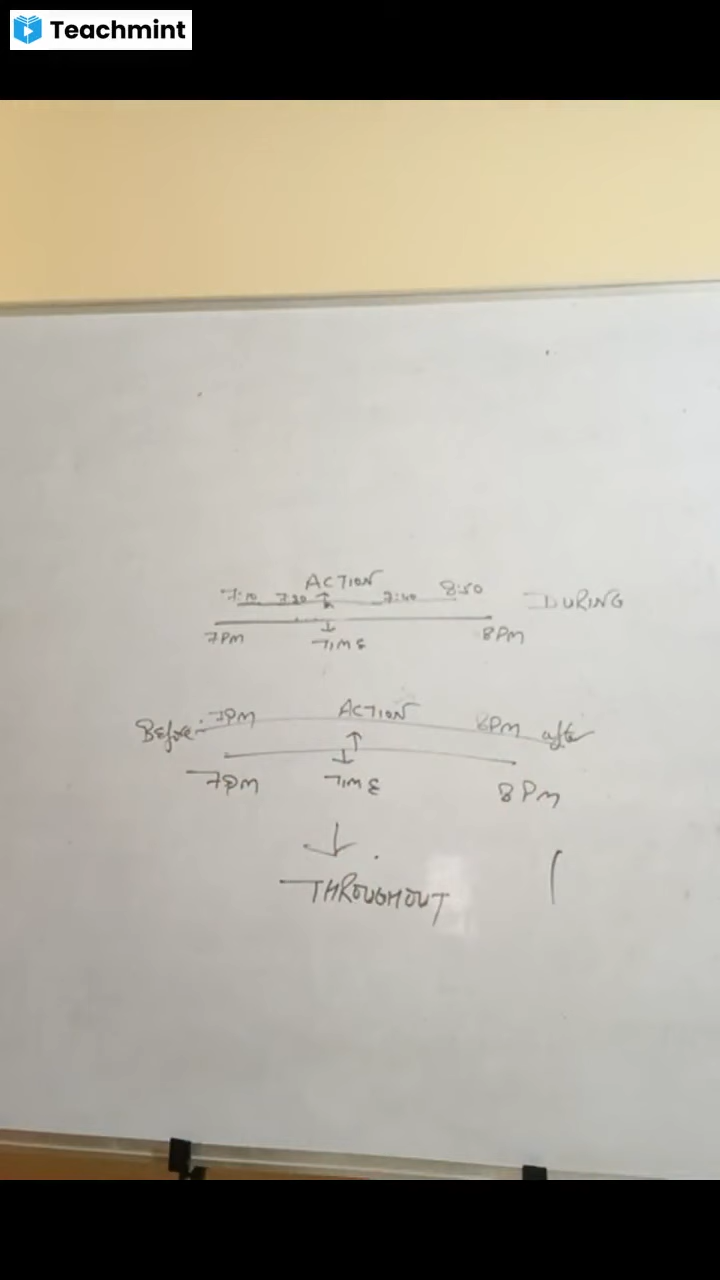 Teachmint
ACTION
7:10 7:20 7:40 8:50
DURING
7PM TIME 8PM
Before 7PM ACTION 8PM after
7PM TIME 8PM
THROUGHOUT